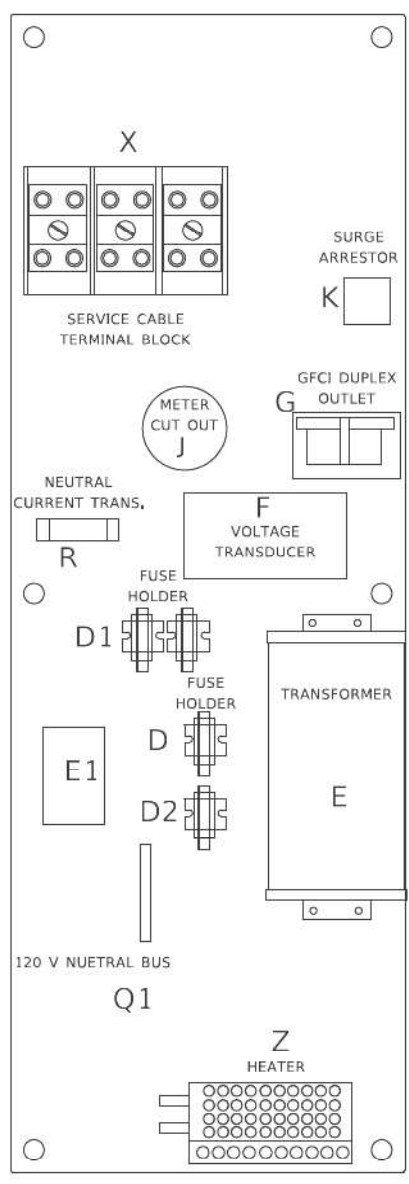 X
SERVICE CABLE
TERMINAL BLOCK
SURGE
ARRESTOR
K
GFCI DUPLEX
OUTLET
G
METER
CUT OUT
J
NEUTRAL
CURRENT TRANS.
R
F
VOLTAGE
TRANSDUCER
FUSE
HOLDER
D1
FUSE
HOLDER
D
TRANSFORMER
E
E1
D2
120 V NUETRAL BUS
Q1
Z
HEATER